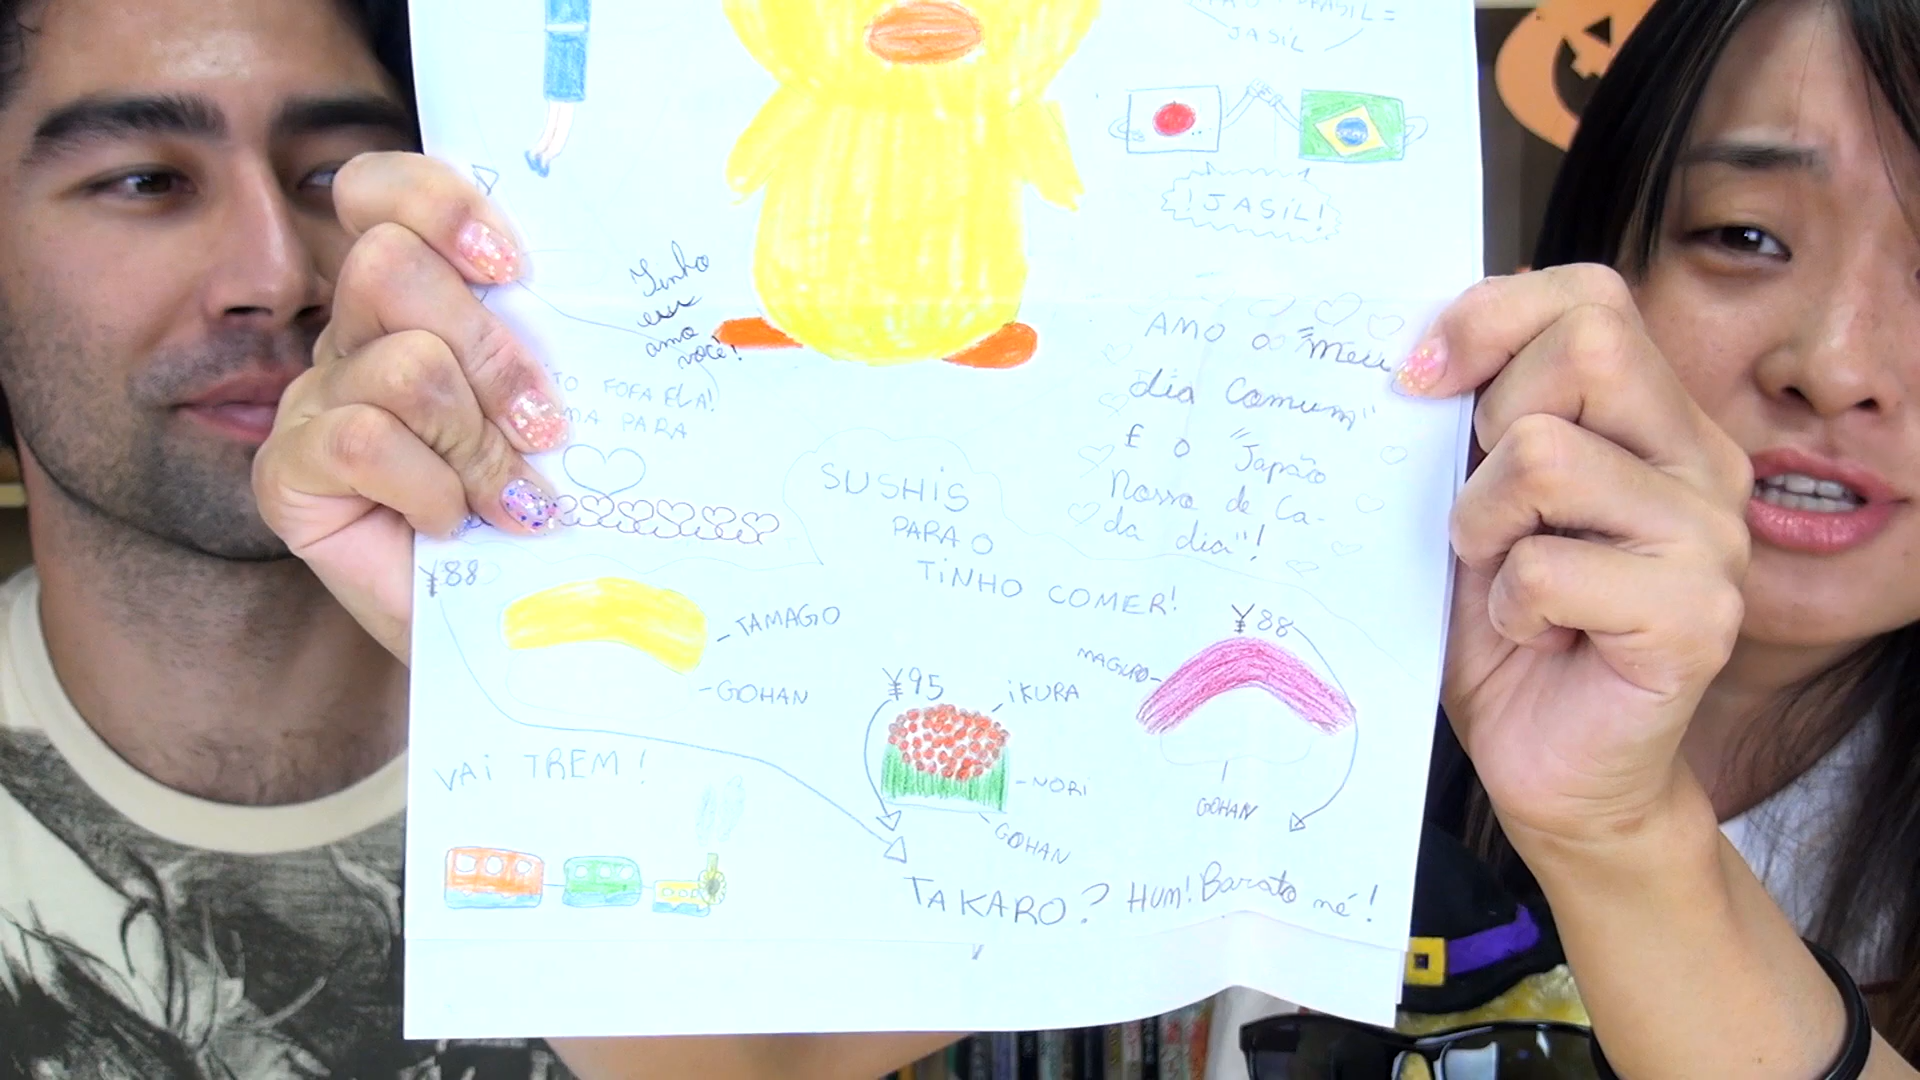 BRASIL =
JASIL
! JASIL !
Tinho
eu
amo
você!
FOFA ELA!
PARA
AMO O "Meu
dia Comum"
E O "Japão
Nosso de Ca-
da dia"!
SUSHIS
PARA O
TINHO COMER!
¥88
TAMAGO
GOHAN
¥95
IKURA
NORI
GOHAN
¥88
MAGURO
GOHAN
VAI TREM!
TAKARO? HUM! Barato né!